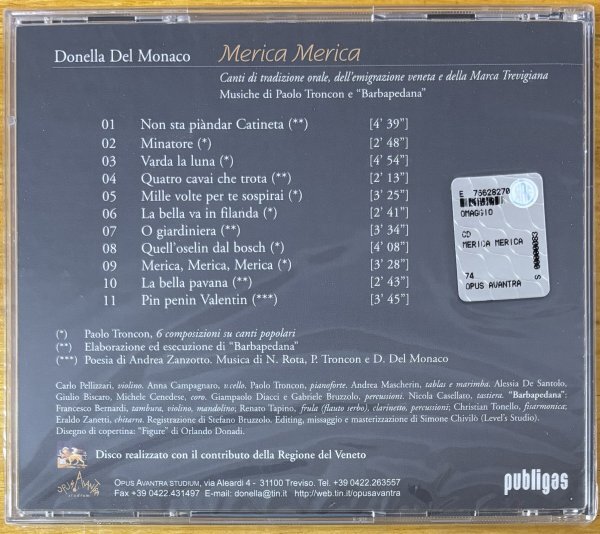 Donella Del Monaco Merica Merica
Canti di tradizione orale, dell'emigrazione veneta e della Marca Trevigiana
Musiche di Paolo Troncon e “Barbapedana”
01 Non sta piàndar Catineta (**) [4' 39”]
02 Minatore (*) [2' 48”]
03 Varda la luna (*) [4' 54”]
04 Quatro cavai che trota (**) [2' 13”]
05 Mille volte per te sospirai (*) [3' 25”]
06 La bella va in filanda (*) [2' 41”]
07 O giardiniera (**) [3' 34”]
08 Quell'oselin dal bosch (*) [4' 08”]
09 Merica, Merica, Merica (*) [3' 28”]
10 La bella pavana (**) [2' 43”]
11 Pin penin Valentin (***) [3' 45”]
E 76628270
OMAGGIO
CD
MERICA MERICA
74
OPUS AVANTRA
(*) Paolo Troncon, 6 composizioni su canti popolari
(**) Elaborazione ed esecuzione di “Barbapedana”
(***) Poesia di Andrea Zanzotto. Musica di N. Rota, P. Troncon e D. Del Monaco
Carlo Pellizzari, violino. Anna Campagnaro, v.cello. Paolo Troncon, pianoforte. Andrea Mascherin, tablas e marimba. Alessia De Santolo,
Giulio Biscaro, Michele Cenedese, coro. Giampaolo Diacci e Gabriele Bruzzolo, percussioni. Nicola Casellato, tastiera. “Barbapedana”:
Francesco Bernardi, tambura, violino, mandolino; Renato Tapino, frula (flauto serbo), clarinetto, percussioni; Christian Tonello, fisarmonica;
Eraldo Zanetti, chitarra. Registrazione di Stefano Bruzzolo. Editing, missaggio e masterizzazione di Simone Chivilò (Level's Studio).
Disegno di copertina: “Figure” di Orlando Donadi.
Disco realizzato con il contributo della Regione del Veneto
OPUS AVANTRA
studium
OPUS AVANTRA STUDIUM, via Aleardi 4 - 31100 Treviso. Tel. +39 0422.263557
Fax +39 0422.431497 E-mail: donella@tin.it / http://web.tin.it/opusavantra
publigas